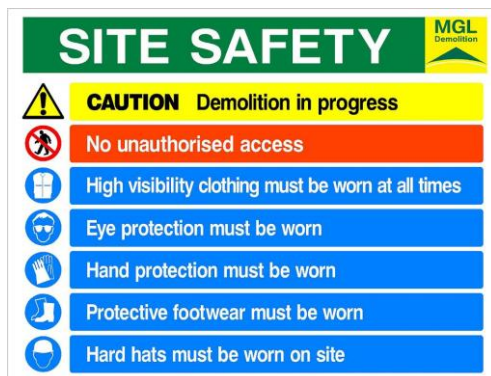 SITE SAFETY
MGL
Demolition
CAUTION Demolition in progress
No unauthorised access
High visibility clothing must be worn at all times
Eye protection must be worn
Hand protection must be worn
Protective footwear must be worn
Hard hats must be worn on site